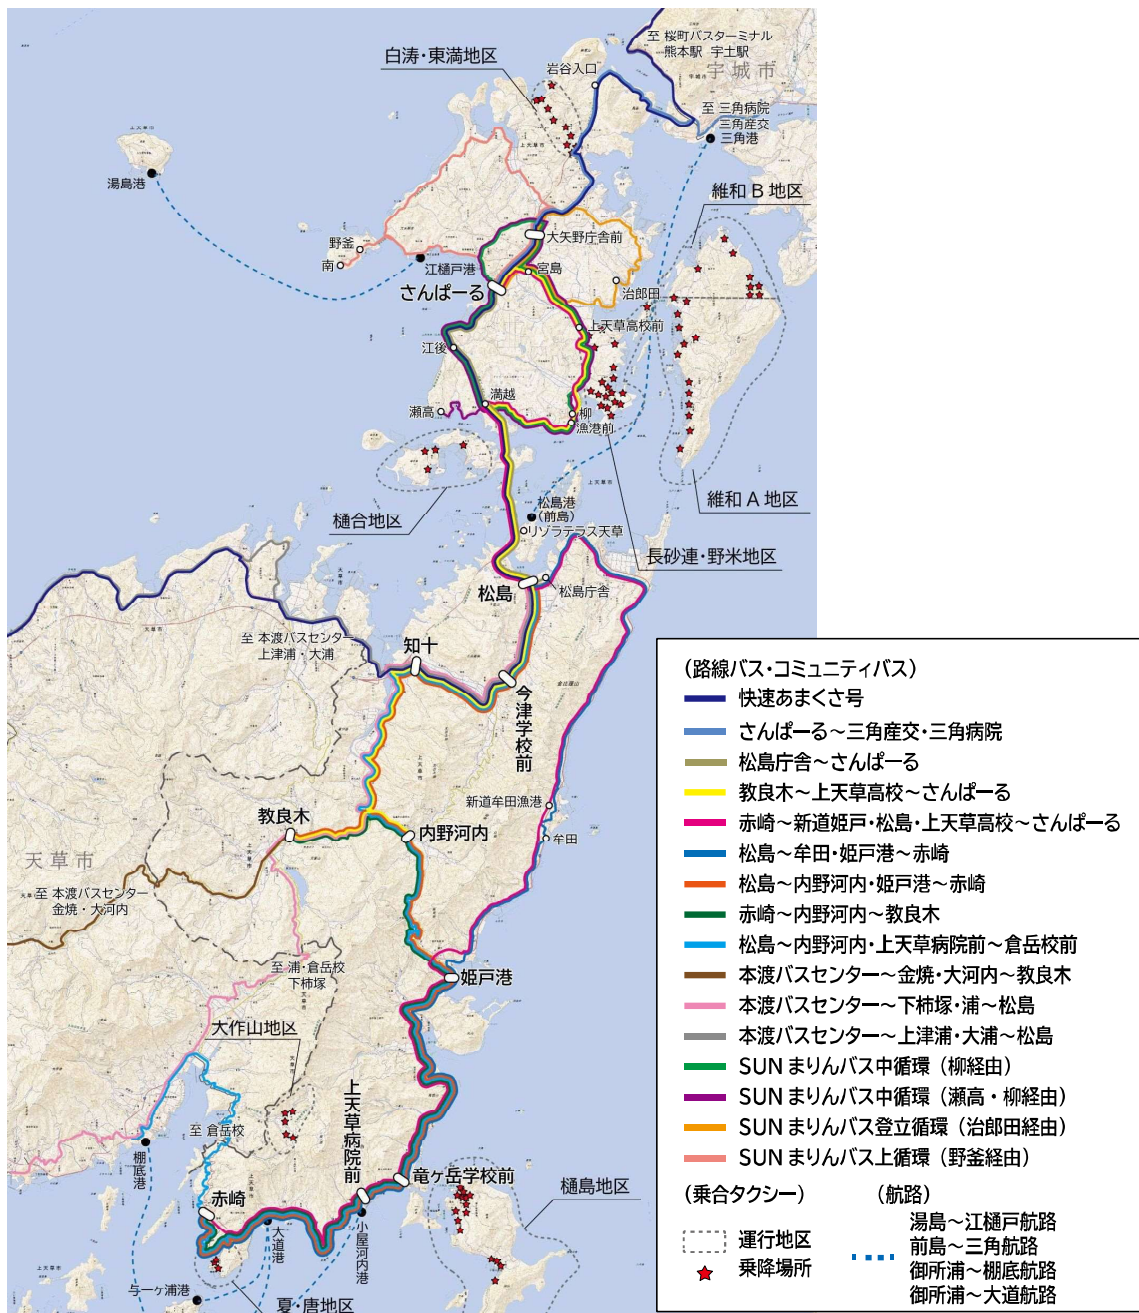 至 桜町バスターミナル
熊本駅 宇土駅
宇城市
宇城市
白涛・東満地区
岩谷入口
至 三角病院
三角産交
三角港
上天草市
湯島港
上天草市
維和B地区
野釜
南
江樋戸港
大矢野庁舎前
宮島
さんぱーる
治郎田
上天草高校前
江後
満越
瀬高
柳
漁港前
樋合地区
維和A地区
上天草市
松島港
(前島)
リゾラテラス天草
長砂連・野米地区
天草市
松島
松島庁舎
天草市
至 本渡バスセンター
上津浦・大浦
知十
今津学校前
上天草市
新道牟田漁港
教良木
内野河内
牟田
天草市
至 本渡バスセンター
金焼・大河内
至 浦・倉岳校
下柿塚
姫戸港
大作山地区
上天草病院前
至 倉岳校
棚底港
竜ヶ岳学校前
樋島地区
赤崎
大道港
小屋河内港
与一ヶ浦港
夏・唐地区
(路線バス・コミュニティバス)
快速あまくさ号
さんぱーる～三角産交・三角病院
松島庁舎～さんぱーる
教良木～上天草高校～さんぱーる
赤崎～新道姫戸・松島・上天草高校～さんぱーる
松島～牟田・姫戸港～赤崎
松島～内野河内・姫戸港～赤崎
赤崎～内野河内～教良木
松島～内野河内・上天草病院前～倉岳校前
本渡バスセンター～金焼・大河内～教良木
本渡バスセンター～下柿塚・浦～松島
本渡バスセンター～上津浦・大浦～松島
SUNまりんバス中循環(柳経由)
SUNまりんバス中循環(瀬高・柳経由)
SUNまりんバス登立循環(治郎田経由)
SUNまりんバス上循環(野釜経由)
(乗合タクシー)
運行地区
乗降場所
(航路)
湯島～江樋戸航路
前島～三角航路
御所浦～棚底航路
御所浦～大道航路